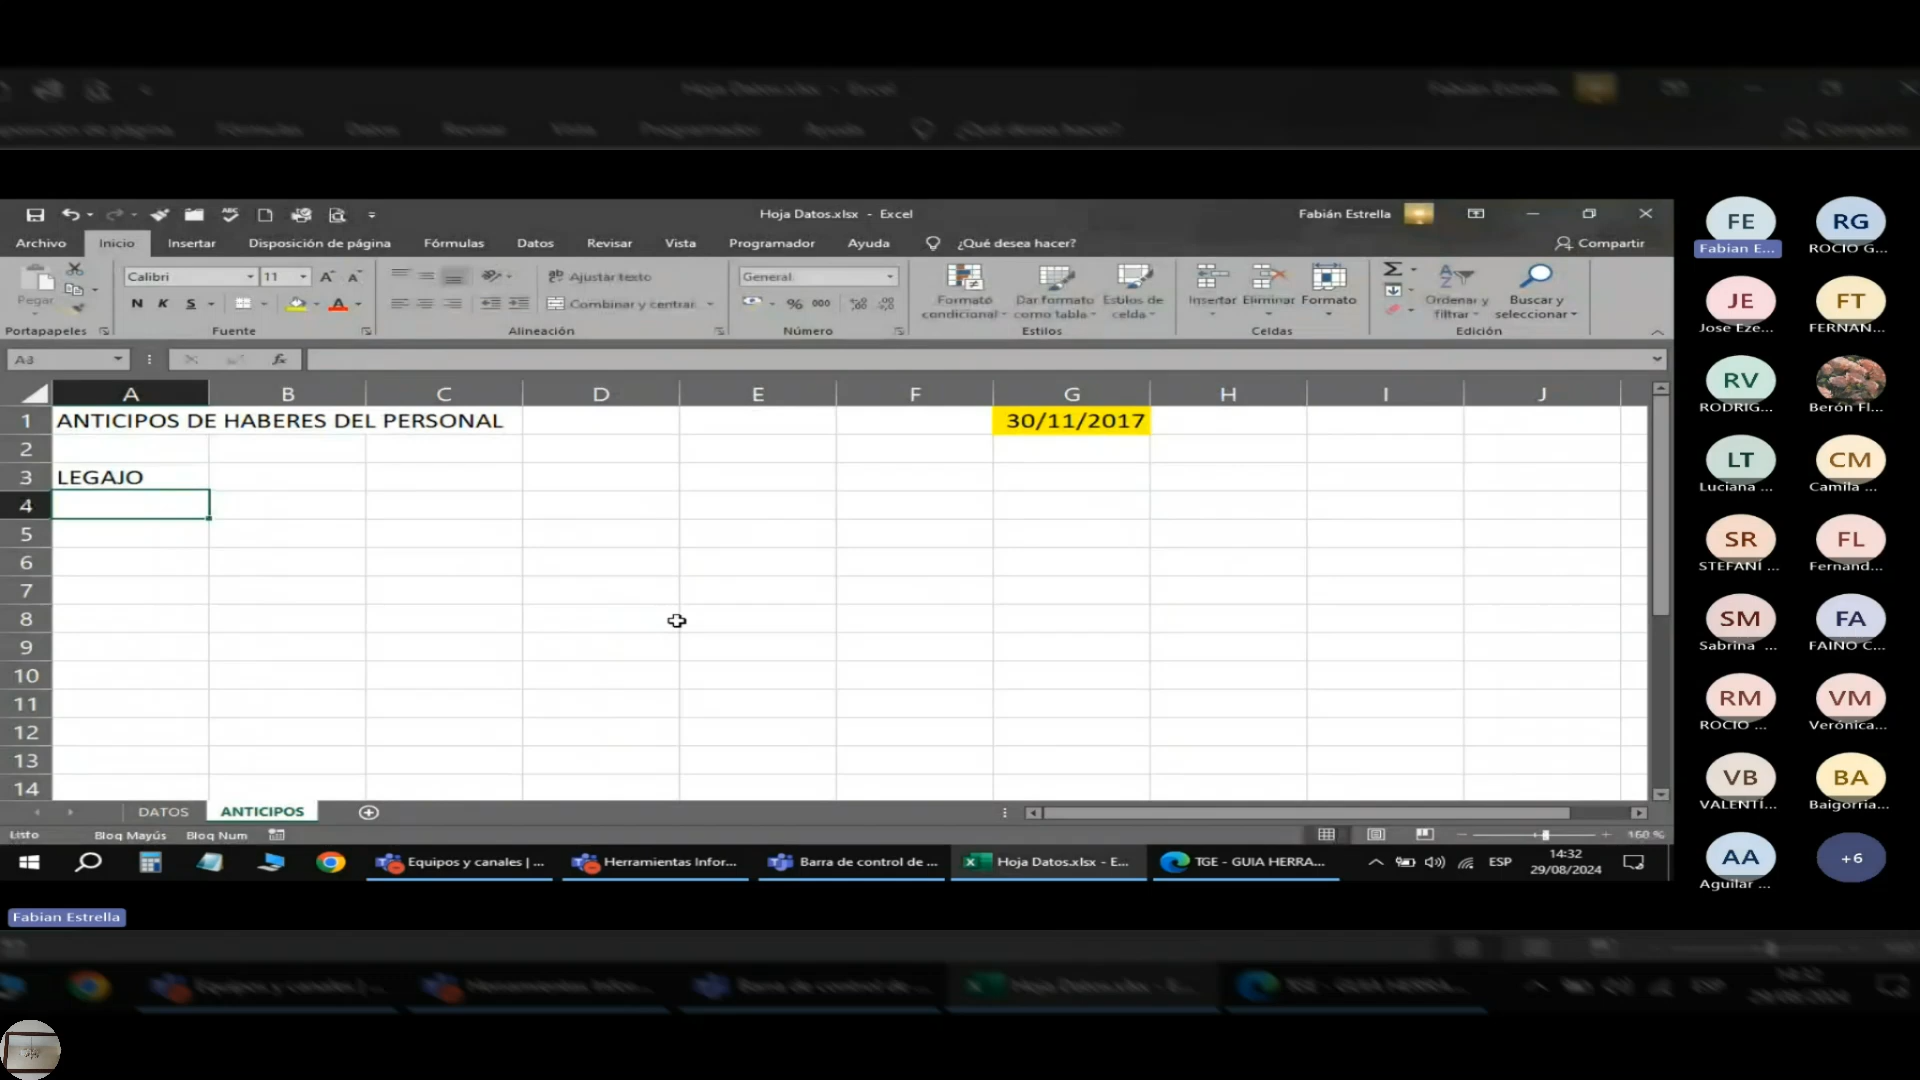 Hoja Datos.xlsx - Excel
Fabián Estrella
Archivo
Inicio
Insertar
Disposición de página
Fórmulas
Datos
Revisar
Vista
Programador
Ayuda
¿Qué desea hacer?
Compartir
Pegar
Calibri
11
N K S
Ajustar texto
Combinar y centrar
General
% 000
Formato condicional
Dar formato como tabla
Estilos de celda
Insertar
Eliminar
Formato
Ordenar y filtrar
Buscar y seleccionar
Portapapeles
Fuente
Alineación
Número
Estilos
Celdas
Edición
A3
fx
A B C D E F G H I J
1 ANTICIPOS DE HABERES DEL PERSONAL 30/11/2017
2
3 LEGAJO
4
5
6
7
8
9
10
11
12
13
14
DATOS
ANTICIPOS
Listo
Bloq Mayús
Bloq Num
160 %
Equipos y canales | ...
Herramientas Infor...
Barra de control de ...
Hoja Datos.xlsx - E...
TGE - GUIA HERRA...
ESP
14:32
29/08/2024
Fabian Estrella
FE
Fabian E...
RG
ROCIO G...
JE
Jose Eze...
FT
FERNAN...
RV
RODRIG...
Berón Fl...
LT
Luciana ...
CM
Camila ...
SR
STEFANI ...
FL
Fernand...
SM
Sabrina ...
FA
FAINO C...
RM
ROCIO ...
VM
Verónica...
VB
VALENTÍ...
BA
Baigorria...
AA
Aguilar ...
+6